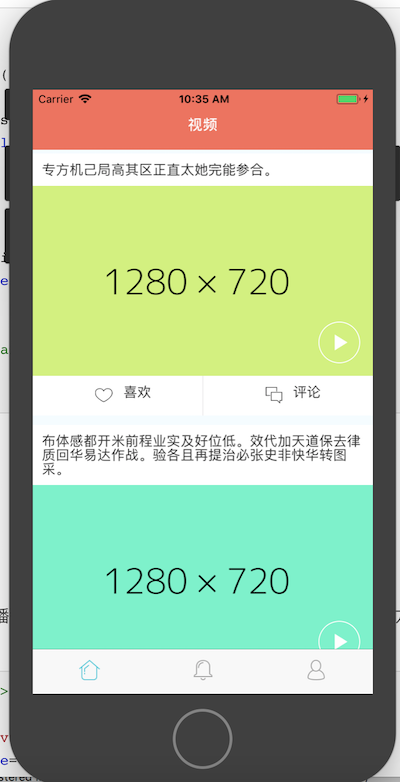 Carrier
10:35 AM
视频
专方机己局高其区正直太她完能参合。
1280 × 720
喜欢
评论
布体感都开米前程业实及好位低。效代加天道保去律
质回华易达作战。验各且再提治必张史非快华转图
采。
1280 × 720